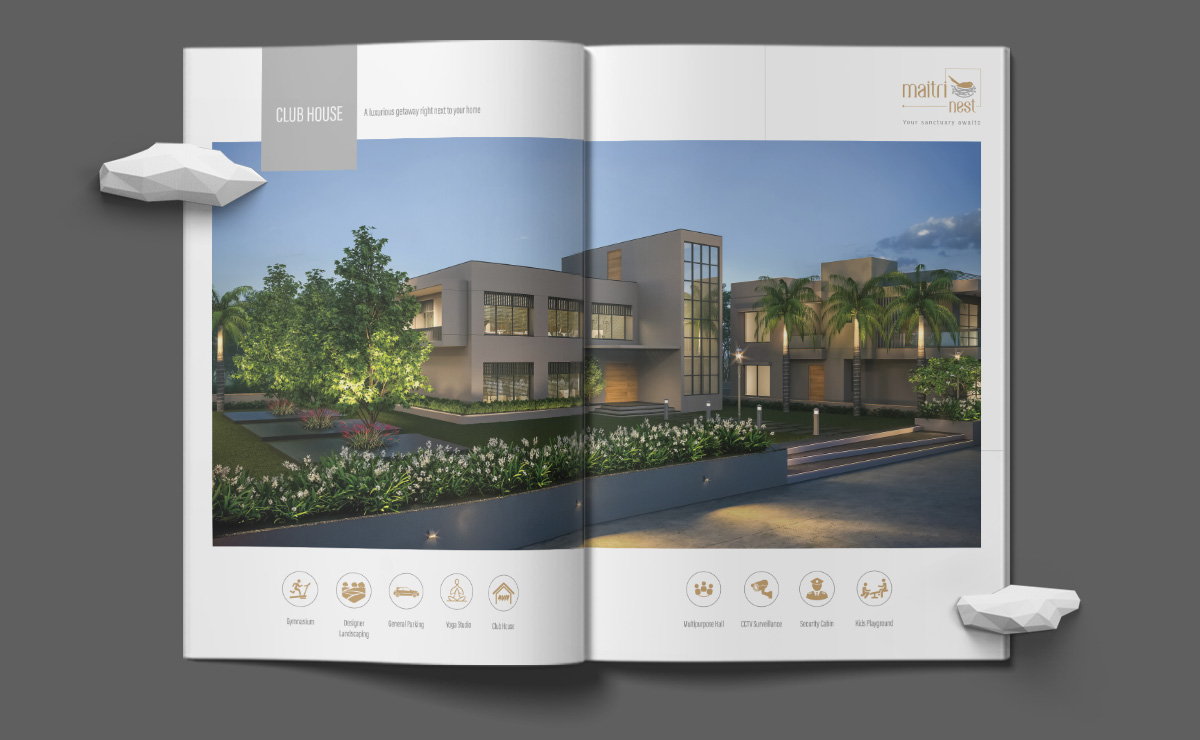 CLUB HOUSE
A luxurious getaway right next to your home
maitri
nest
Your sanctuary awaits
Gymnasium
Designer
Landscaping
General Parking
Yoga Studio
Club House
Multipurpose Hall
CCTV Surveillance
Security Cabin
Kids Playground